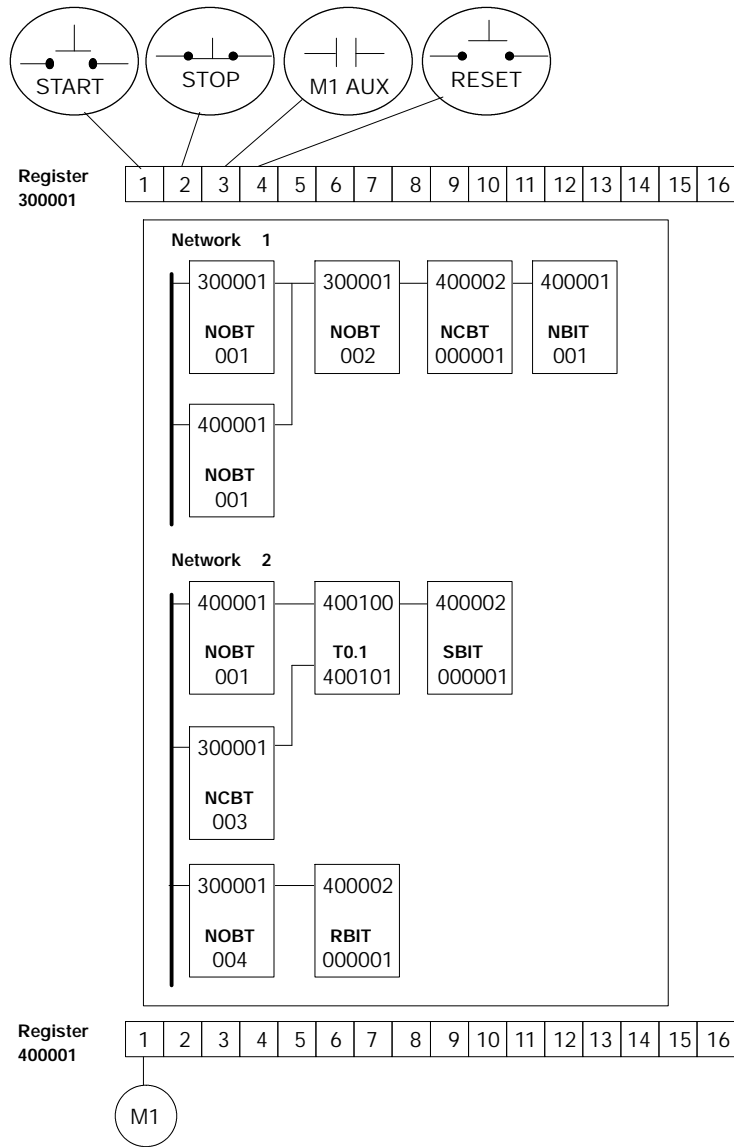 START STOP M1 AUX RESET
Register
300001
1 2 3 4 5 6 7 8 9 10 11 12 13 14 15 16
Network 1
300001 300001 400002 400001
NOBT NOBT NCBT NBIT
001 002 000001 001
400001
NOBT
001
Network 2
400001 400100 400002
NOBT T0.1 SBIT
001 400101 000001
300001
NCBT
003
300001 400002
NOBT RBIT
004 000001
Register
400001
1 2 3 4 5 6 7 8 9 10 11 12 13 14 15 16
M1